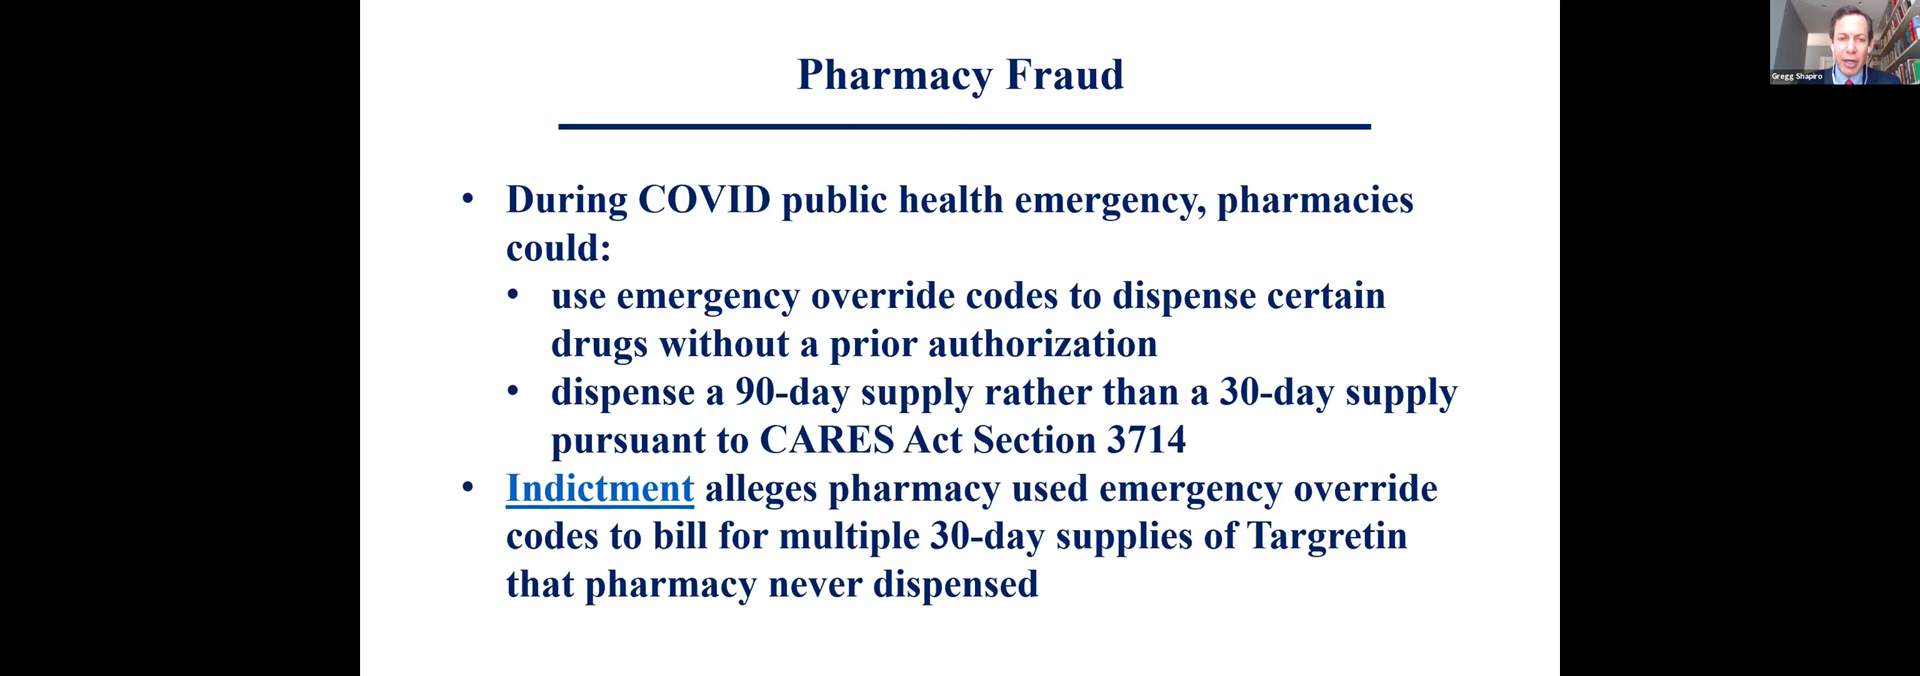 Pharmacy Fraud
Gregg Shapiro
• During COVID public health emergency, pharmacies
could:
• use emergency override codes to dispense certain
drugs without a prior authorization
• dispense a 90-day supply rather than a 30-day supply
pursuant to CARES Act Section 3714
• Indictment alleges pharmacy used emergency override
codes to bill for multiple 30-day supplies of Targretin
that pharmacy never dispensed